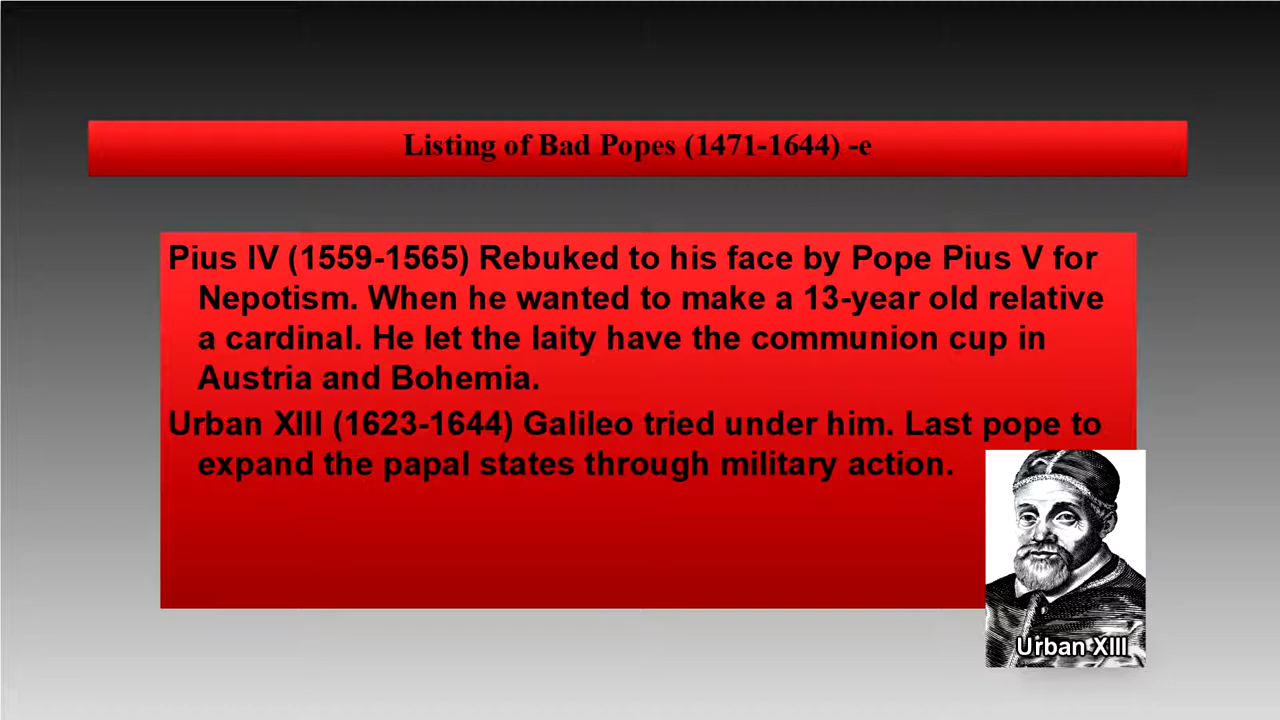 Listing of Bad Popes (1471-1644) -e
Pius IV (1559-1565) Rebuked to his face by Pope Pius V for
Nepotism. When he wanted to make a 13-year old relative
a cardinal. He let the laity have the communion cup in
Austria and Bohemia.
Urban XIII (1623-1644) Galileo tried under him. Last pope to
expand the papal states through military action.
Urban XIII